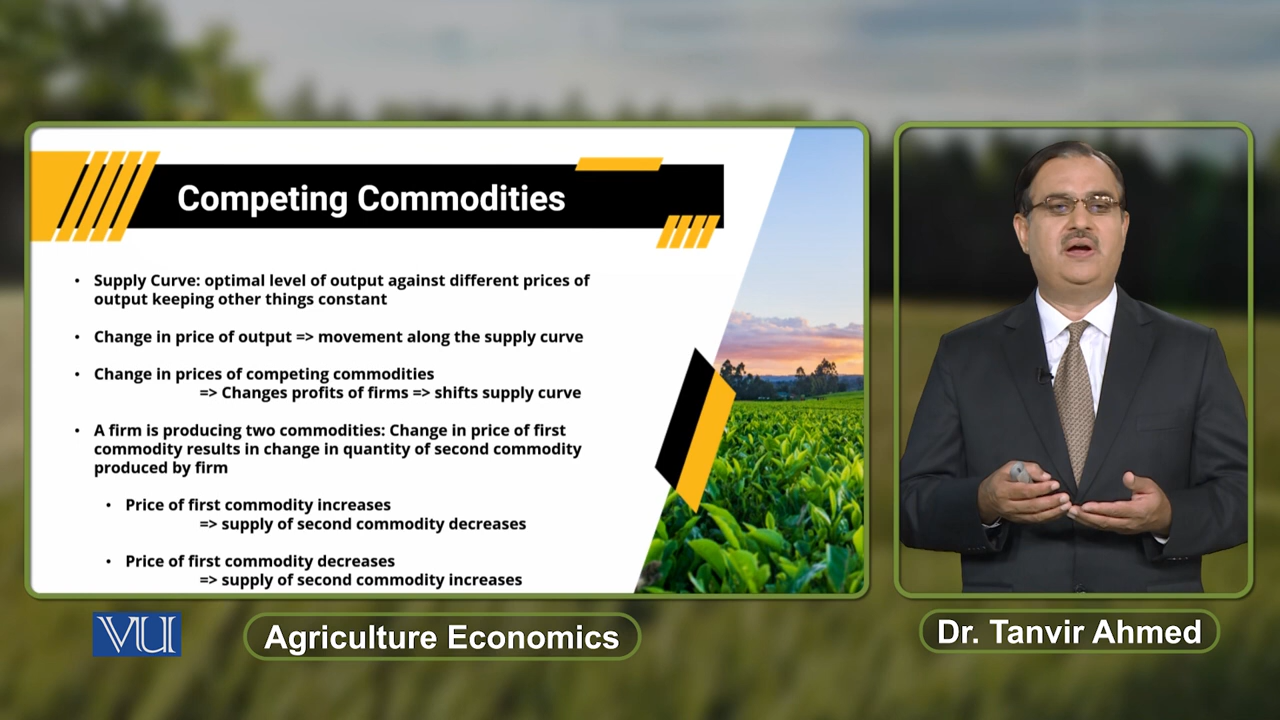 Competing Commodities
• Supply Curve: optimal level of output against different prices of
output keeping other things constant
• Change in price of output => movement along the supply curve
• Change in prices of competing commodities
=> Changes profits of firms => shifts supply curve
• A firm is producing two commodities: Change in price of first
commodity results in change in quantity of second commodity
produced by firm
• Price of first commodity increases
=> supply of second commodity decreases
• Price of first commodity decreases
=> supply of second commodity increases
VU
Agriculture Economics
Dr. Tanvir Ahmed